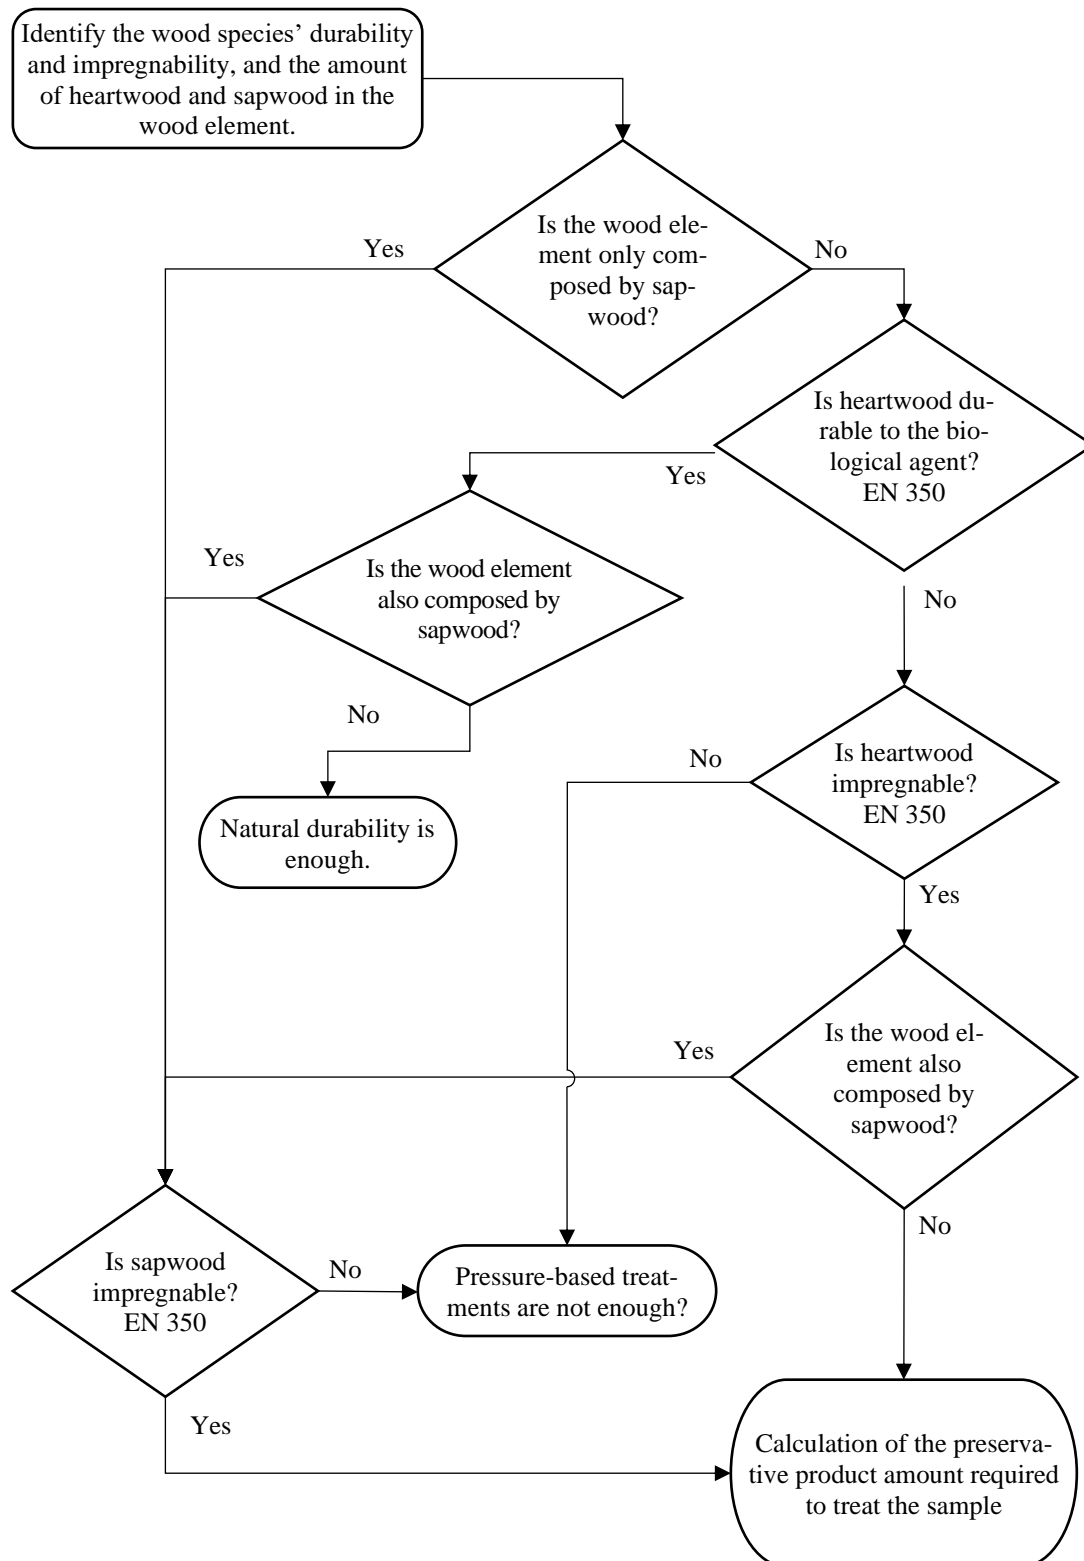 Identify the wood species’ durability
and impregnability, and the amount
of heartwood and sapwood in the
wood element.
Is the wood ele-
ment only com-
posed by sap-
wood?
Yes
No
Is heartwood du-
rable to the bio-
logical agent?
EN 350
Yes
No
Is the wood element
also composed by
sapwood?
Yes
No
Natural durability is
enough.
Is heartwood
impregnable?
EN 350
No
Yes
Is the wood el-
ement also
composed by
sapwood?
Yes
No
Is sapwood
impregnable?
EN 350
No
Yes
Pressure-based treat-
ments are not enough?
Calculation of the preserva-
tive product amount required
to treat the sample